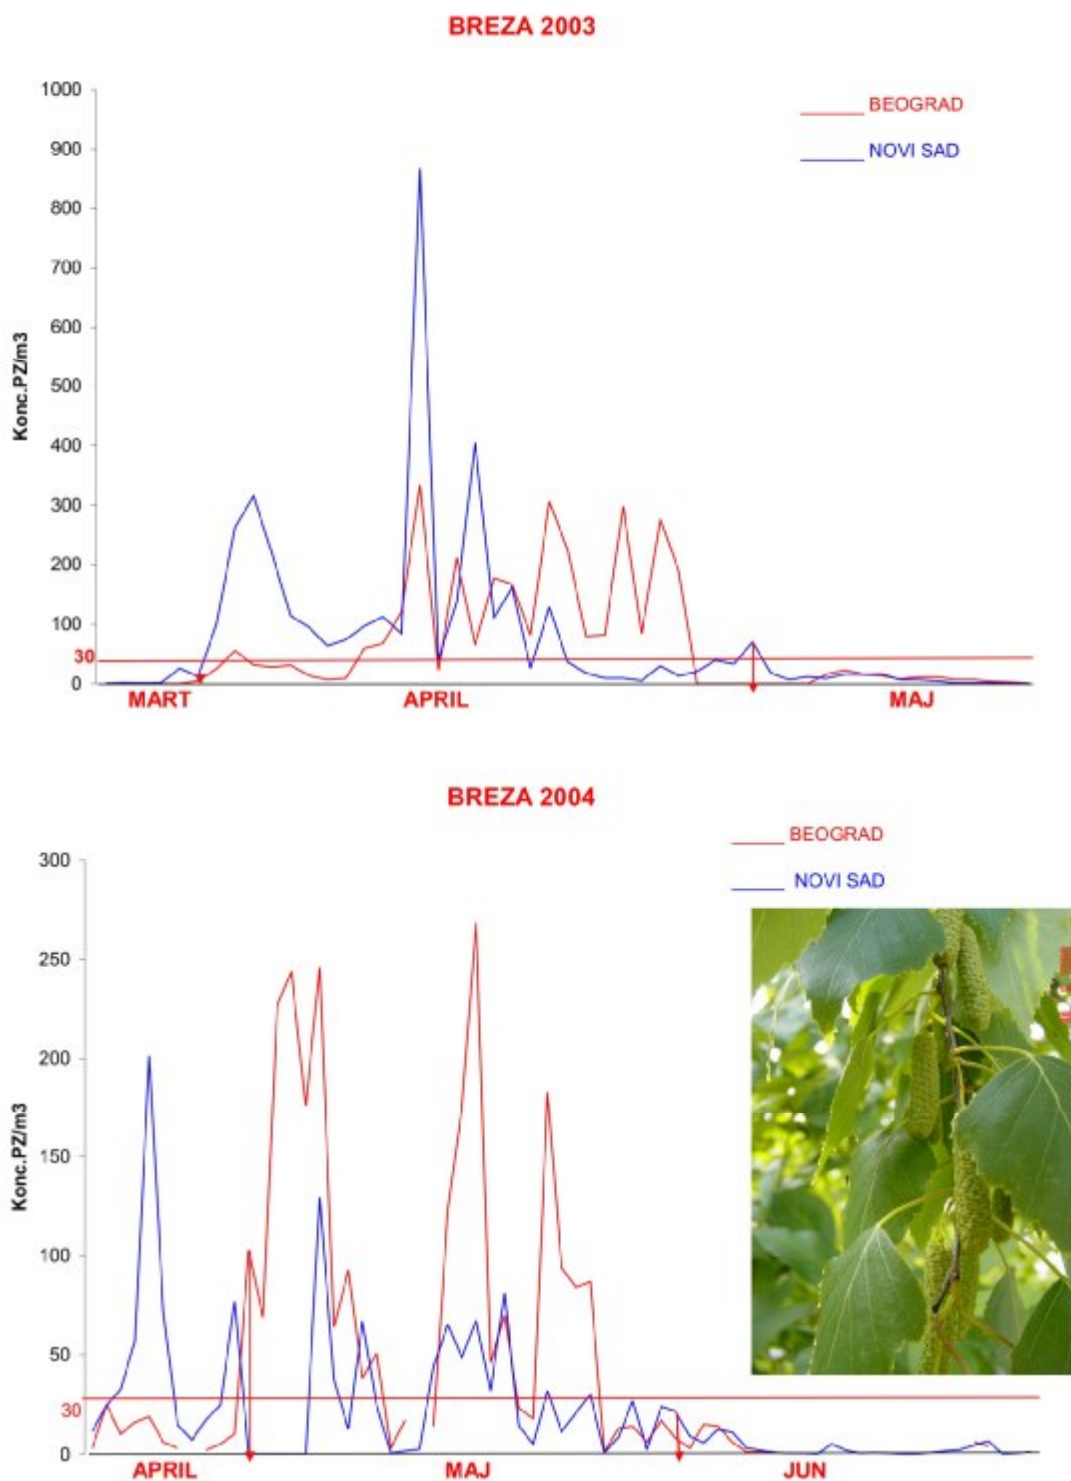 BREZA 2003
1000
BEOGRAD
900
NOVI SAD
800
700
600
Konc.PZ/m3
500
400
300
200
100
30
0
MART APRIL MAJ
BREZA 2004
BEOGRAD
300
NOVI SAD
250
200
Konc.PZ/m3
150
100
50
30
0
APRIL MAJ JUN